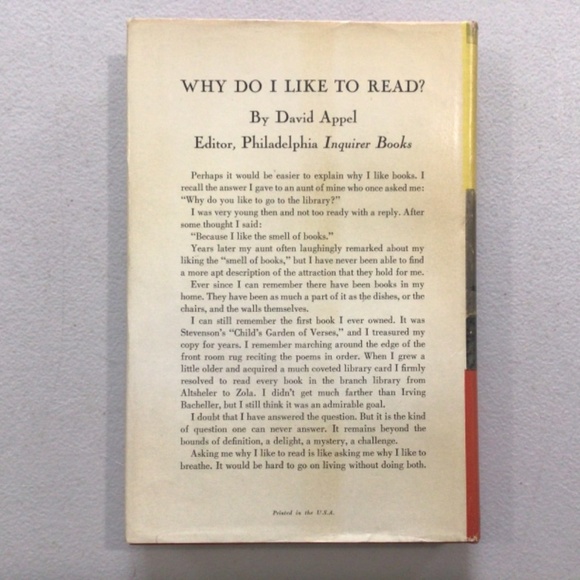 WHY DO I LIKE TO READ?
By David Appel
Editor, Philadelphia Inquirer Books
Perhaps it would be easier to explain why I like books. I
recall the answer I gave to an aunt of mine who once asked me:
“Why do you like to go to the library?”
I was very young then and not too ready with a reply. After
some thought I said:
“Because I like the smell of books.”
Years later my aunt often laughingly remarked about my
liking the “smell of books,” but I have never been able to find
a more apt description of the attraction that they hold for me.
Ever since I can remember there have been books in my
home. They have been as much a part of it as the dishes, or the
chairs, and the walls themselves.
I can still remember the first book I ever owned. It was
Stevenson's “Child's Garden of Verses,” and I treasured my
copy for years. I remember marching around the edge of the
front room rug reciting the poems in order. When I grew a
little older and acquired a much coveted library card I firmly
resolved to read every book in the branch library from
Altsheler to Zola. I didn't get much farther than Irving
Bacheller, but I still think it was an admirable goal.
I doubt that I have answered the question. But it is the kind
of question one can never answer. It remains beyond the
bounds of definition, a delight, a mystery, a challenge.
Asking me why I like to read is like asking me why I like to
breathe. It would be hard to go on living without doing both.
Printed in the U.S.A.